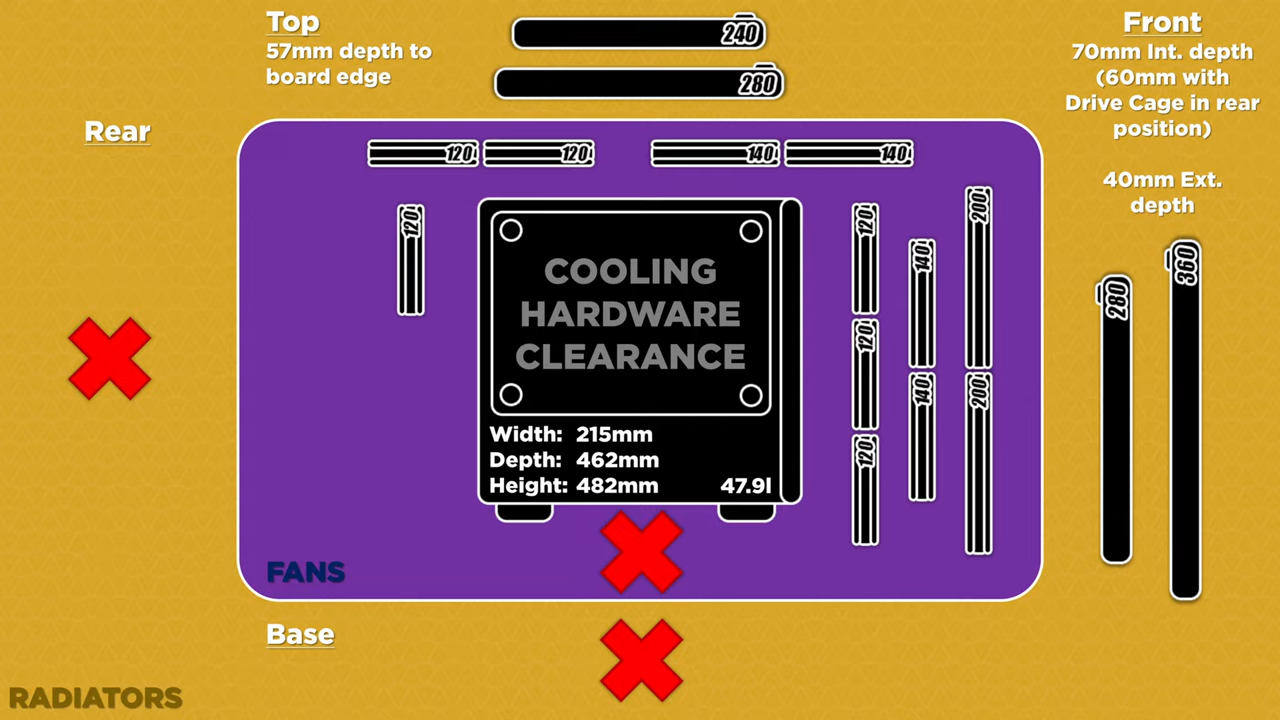 Top
57mm depth to
board edge
240
280
Front
70mm Int. depth
(60mm with
Drive Cage in rear
position)
40mm Ext.
depth
Rear
120
120
140
140
120
COOLING
HARDWARE
CLEARANCE
Width: 215mm
Depth: 462mm
Height: 482mm
47.9l
120
120
120
140
140
200
200
280
360
FANS
Base
RADIATORS